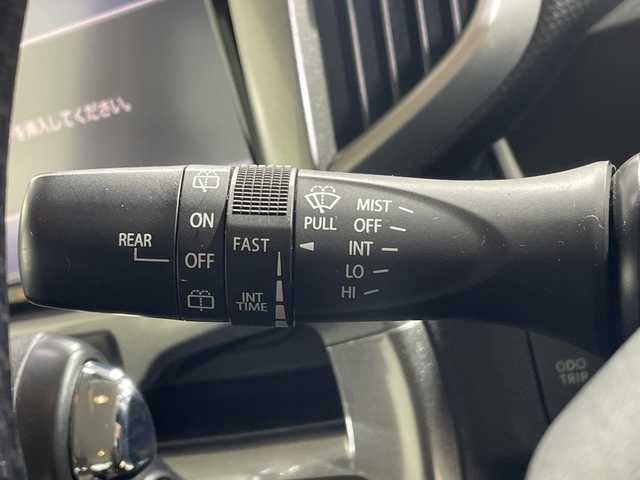 を挿入してください。
PULL
MIST
OFF
INT
LO
HI
ON
OFF
REAR
FAST
INT
TIME
ODO
TRIP